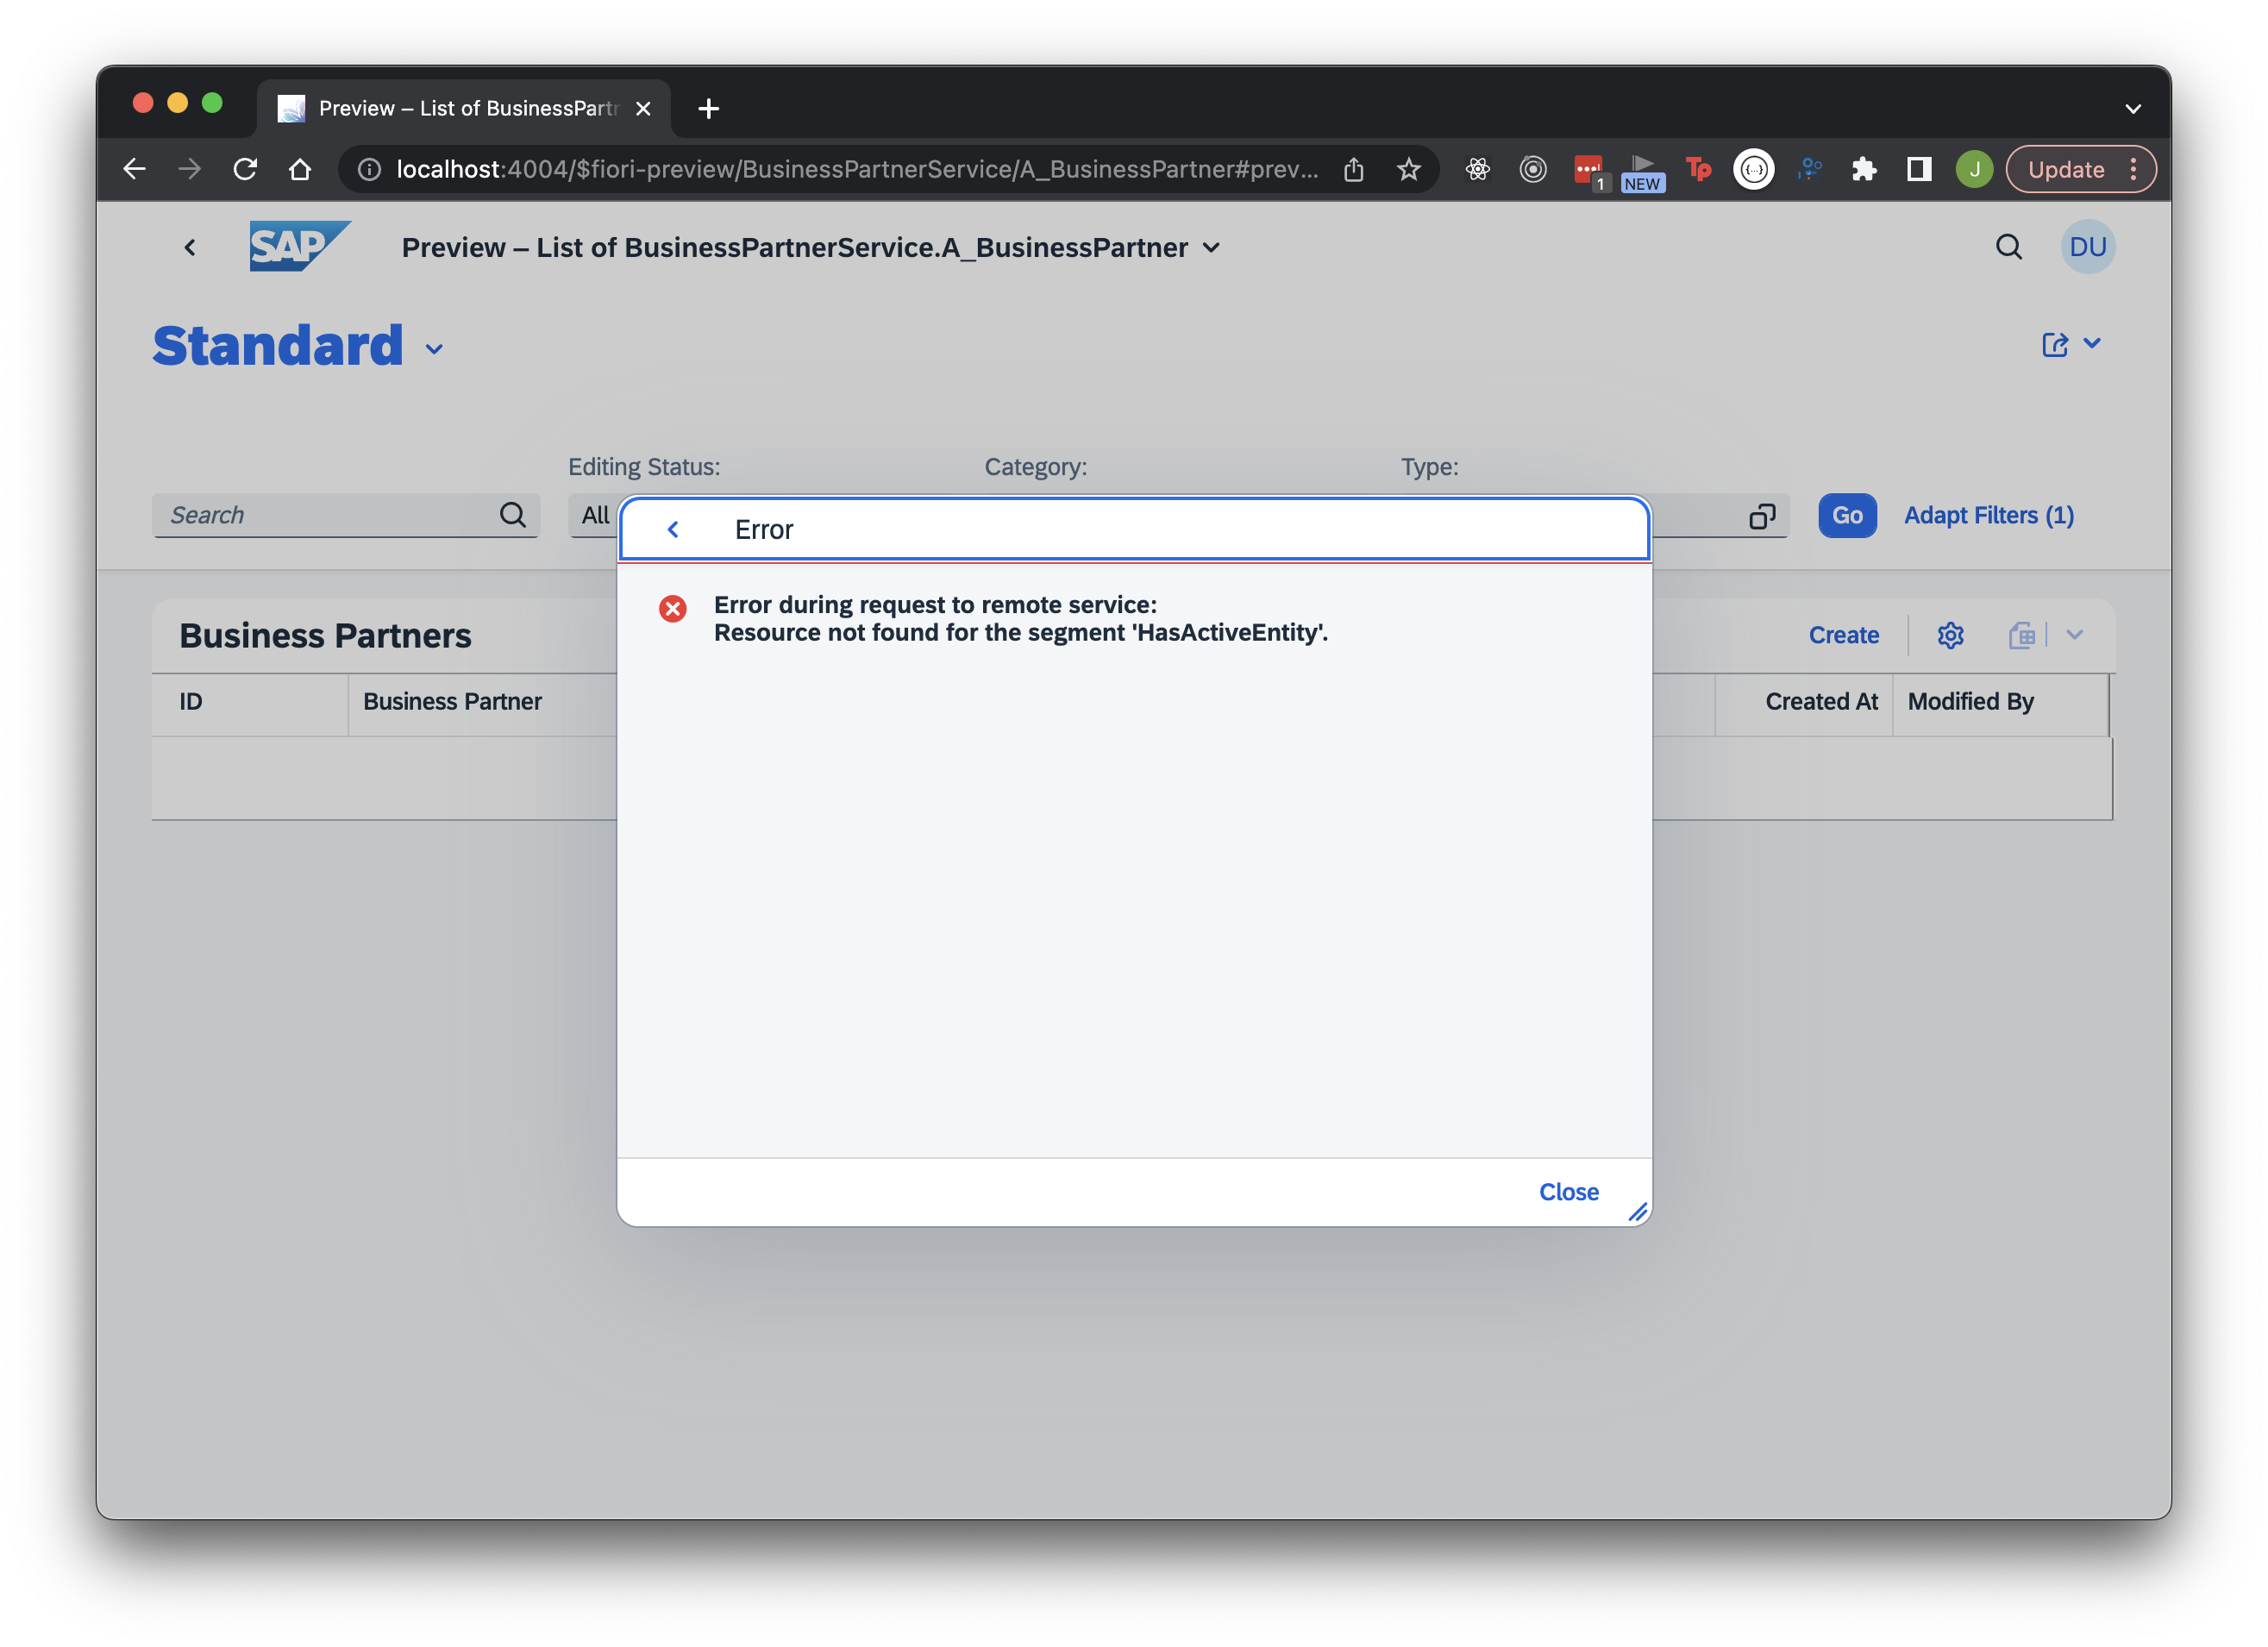 Preview – List of BusinessPartn
localhost:4004/$fiori-preview/BusinessPartnerService/A_BusinessPartner#prev...
1
NEW
Tp
{...}
J
Update
SAP
Preview – List of BusinessPartnerService.A_BusinessPartner
DU
Standard
Editing Status:
Category:
Type:
Search
All
Go
Adapt Filters (1)
Error
Error during request to remote service:
Resource not found for the segment 'HasActiveEntity'.
Business Partners
Create
ID
Business Partner
Created At
Modified By
Close